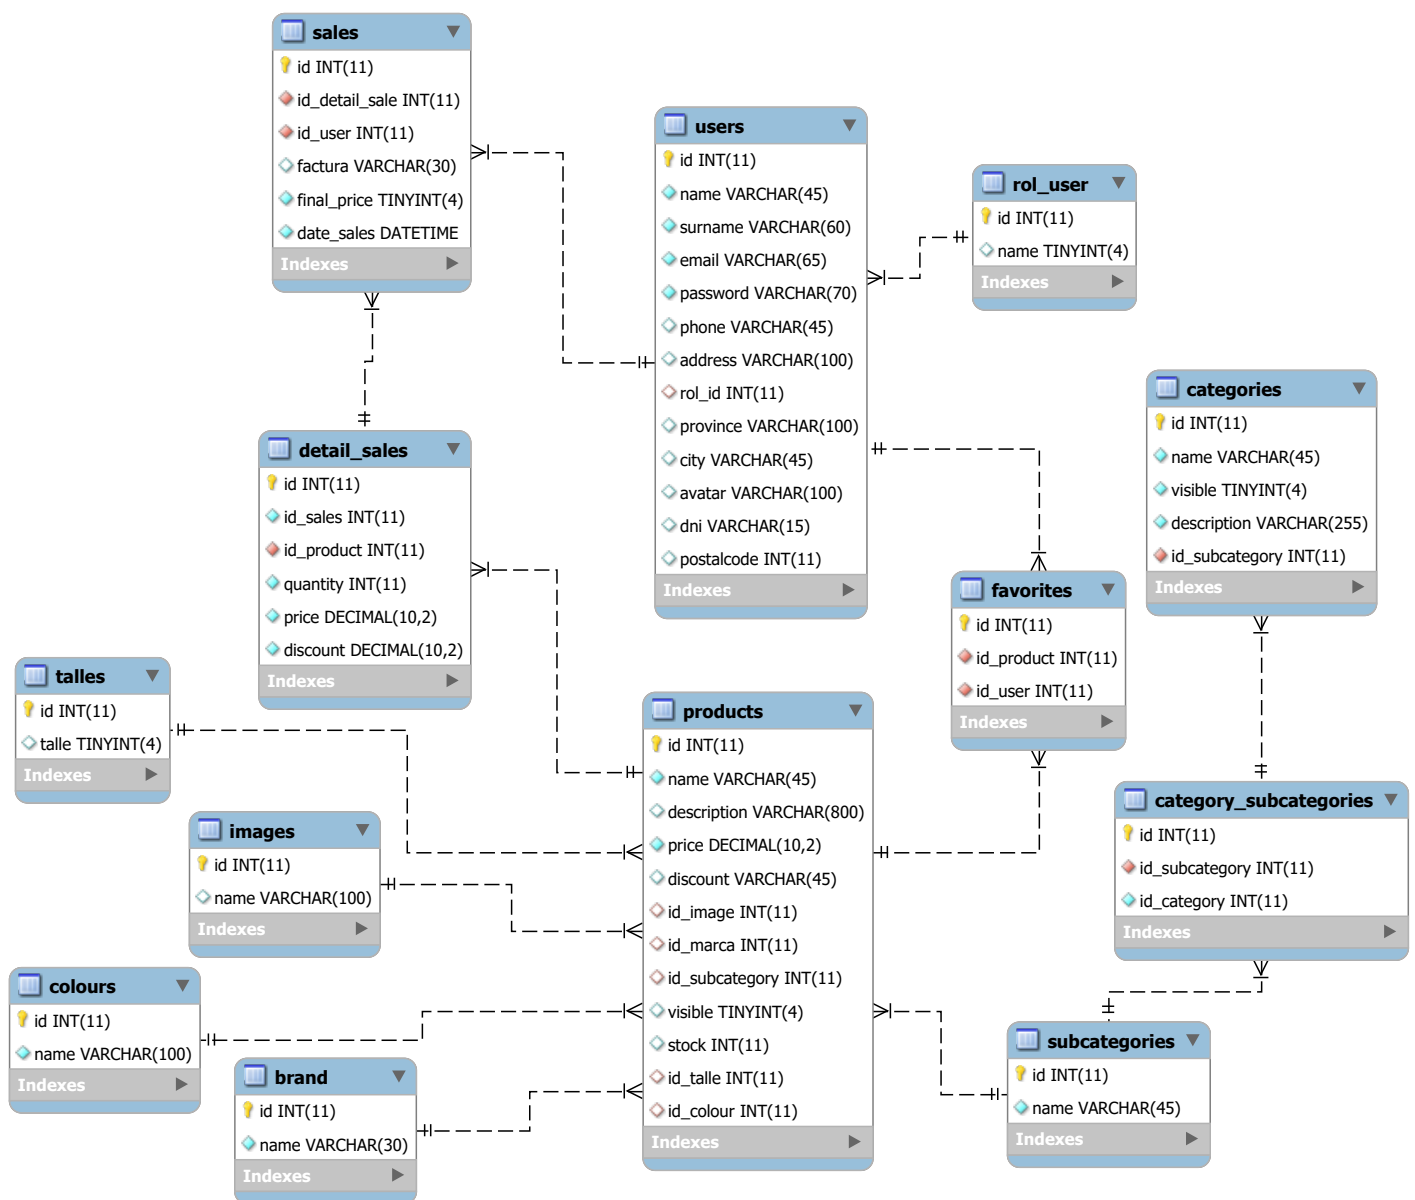 sales
id INT(11)
id_detail_sale INT(11)
id_user INT(11)
factura VARCHAR(30)
final_price TINYINT(4)
date_sales DATETIME
Indexes
users
id INT(11)
name VARCHAR(45)
surname VARCHAR(60)
email VARCHAR(65)
password VARCHAR(70)
phone VARCHAR(45)
address VARCHAR(100)
rol_id INT(11)
province VARCHAR(100)
city VARCHAR(45)
avatar VARCHAR(100)
dni VARCHAR(15)
postalcode INT(11)
Indexes
rol_user
id INT(11)
name TINYINT(4)
Indexes
categories
id INT(11)
name VARCHAR(45)
visible TINYINT(4)
description VARCHAR(255)
id_subcategory INT(11)
Indexes
detail_sales
id INT(11)
id_sales INT(11)
id_product INT(11)
quantity INT(11)
price DECIMAL(10,2)
discount DECIMAL(10,2)
Indexes
favorites
id INT(11)
id_product INT(11)
id_user INT(11)
Indexes
talles
id INT(11)
talle TINYINT(4)
Indexes
products
id INT(11)
name VARCHAR(45)
description VARCHAR(800)
price DECIMAL(10,2)
discount VARCHAR(45)
id_image INT(11)
id_marca INT(11)
id_subcategory INT(11)
visible TINYINT(4)
stock INT(11)
id_talle INT(11)
id_colour INT(11)
Indexes
category_subcategories
id INT(11)
id_subcategory INT(11)
id_category INT(11)
Indexes
images
id INT(11)
name VARCHAR(100)
Indexes
colours
id INT(11)
name VARCHAR(100)
Indexes
subcategories
id INT(11)
name VARCHAR(45)
Indexes
brand
id INT(11)
name VARCHAR(30)
Indexes